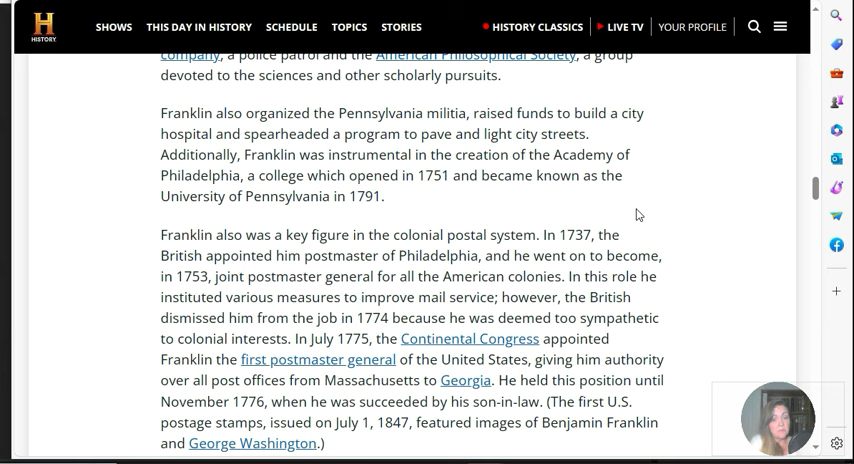 H
HISTORY
SHOWS
THIS DAY IN HISTORY
SCHEDULE
TOPICS
STORIES
HISTORY CLASSICS
LIVE TV
YOUR PROFILE
company, a police patrol and the American Philosophical Society, a group
devoted to the sciences and other scholarly pursuits.
Franklin also organized the Pennsylvania militia, raised funds to build a city
hospital and spearheaded a program to pave and light city streets.
Additionally, Franklin was instrumental in the creation of the Academy of
Philadelphia, a college which opened in 1751 and became known as the
University of Pennsylvania in 1791.
Franklin also was a key figure in the colonial postal system. In 1737, the
British appointed him postmaster of Philadelphia, and he went on to become,
in 1753, joint postmaster general for all the American colonies. In this role he
instituted various measures to improve mail service; however, the British
dismissed him from the job in 1774 because he was deemed too sympathetic
to colonial interests. In July 1775, the Continental Congress appointed
Franklin the first postmaster general of the United States, giving him authority
over all post offices from Massachusetts to Georgia. He held this position until
November 1776, when he was succeeded by his son-in-law. (The first U.S.
postage stamps, issued on July 1, 1847, featured images of Benjamin Franklin
and George Washington.)